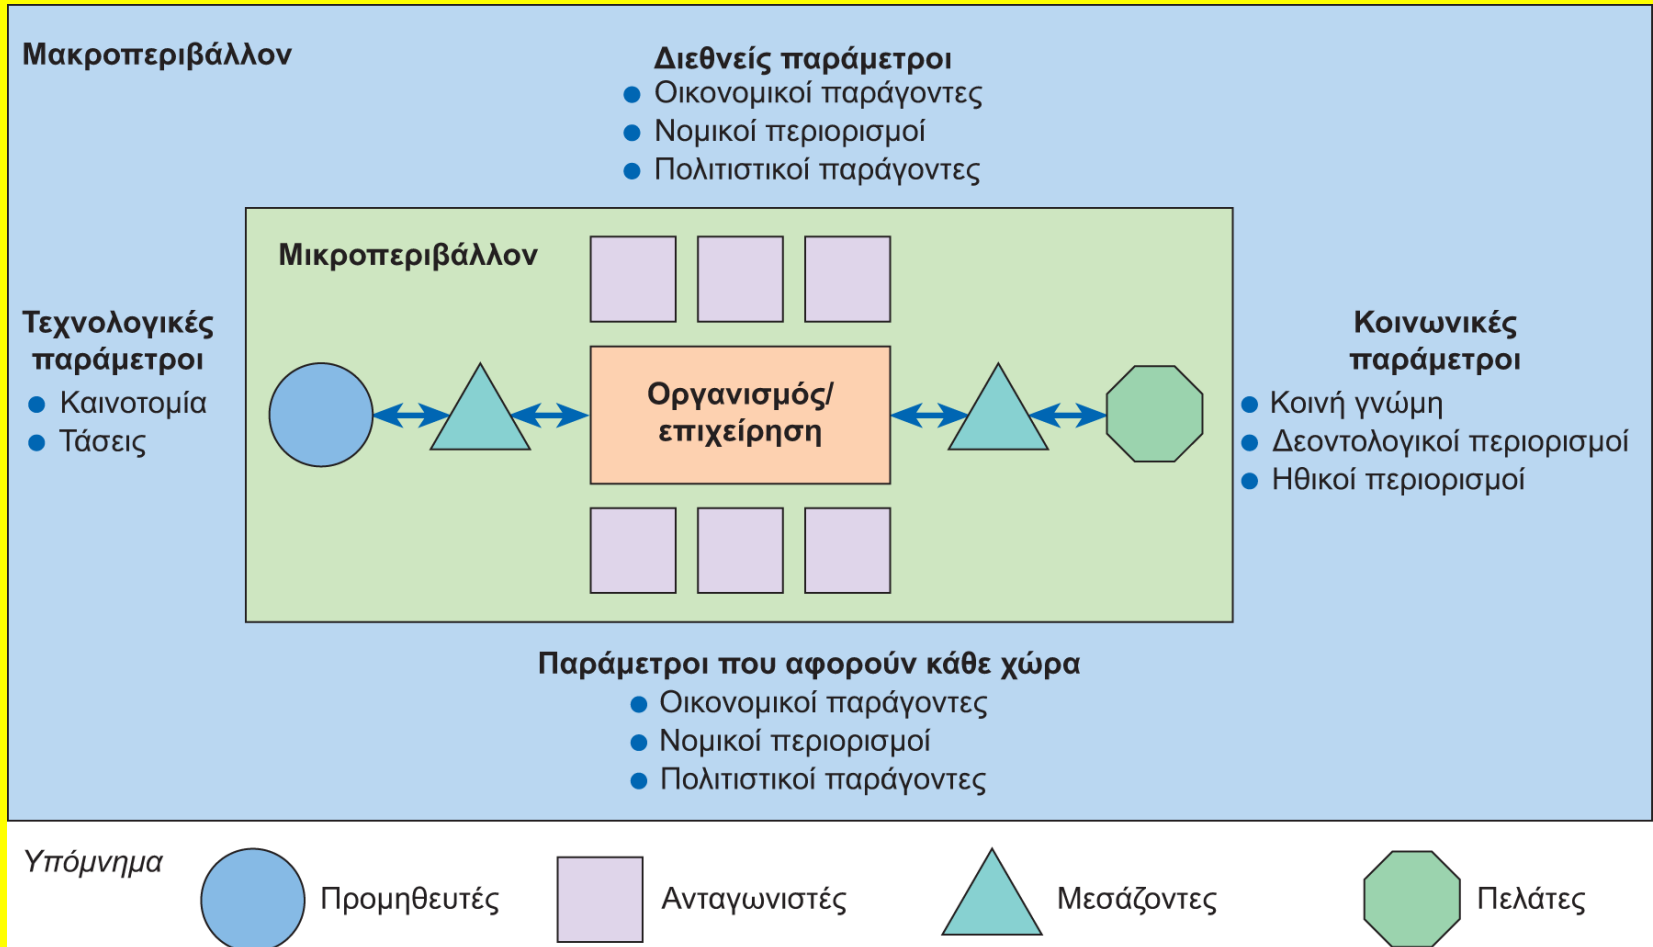 Μακροπεριβάλλον
Διεθνείς παράμετροι
Οικονομικοί παράγοντες
Νομικοί περιορισμοί
Πολιτιστικοί παράγοντες
Μικροπεριβάλλον
Τεχνολογικές
παράμετροι
Καινοτομία
Τάσεις
Οργανισμός/
επιχείρηση
Κοινωνικές
παράμετροι
Κοινή γνώμη
Δεοντολογικοί περιορισμοί
Ηθικοί περιορισμοί
Παράμετροι που αφορούν κάθε χώρα
Οικονομικοί παράγοντες
Νομικοί περιορισμοί
Πολιτιστικοί παράγοντες
Υπόμνημα
Προμηθευτές
Ανταγωνιστές
Μεσάζοντες
Πελάτες